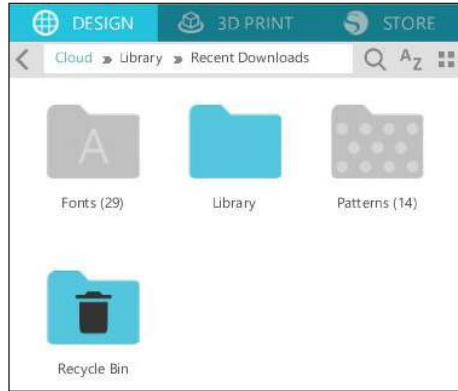 DESIGN 3D PRINT STORE
Cloud » Library » Recent Downloads AZ
A
Fonts (29) Library Patterns (14)
Recycle Bin